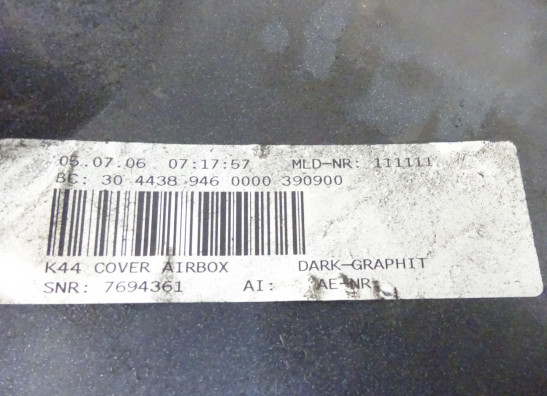 05.07.06 07:17:57 MLD-NR: 111111
BC: 30 4438 946 0000 390900
K44 COVER AIRBOX DARK-GRAPHIT
SNR: 7694361 AI: AE-NR